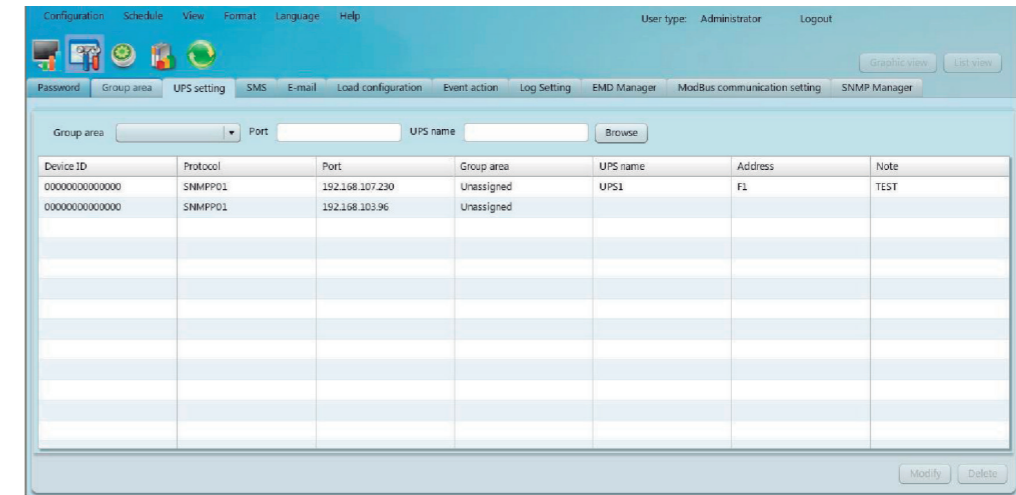 Configuration Schedule View Format Language Help User type: Administrator Logout
Graphic view List view
Password Group area UPS setting SMS E-mail Load configuration Event action Log Setting EMD Manager ModBus communication setting SNMP Manager
Group area Port UPS name Browse
Device ID Protocol Port Group area UPS name Address Note
00000000000000 SNMPP01 192.168.107.230 Unassigned UPS1 F1 TEST
00000000000000 SNMPP01 192.168.103.96 Unassigned
Modify Delete